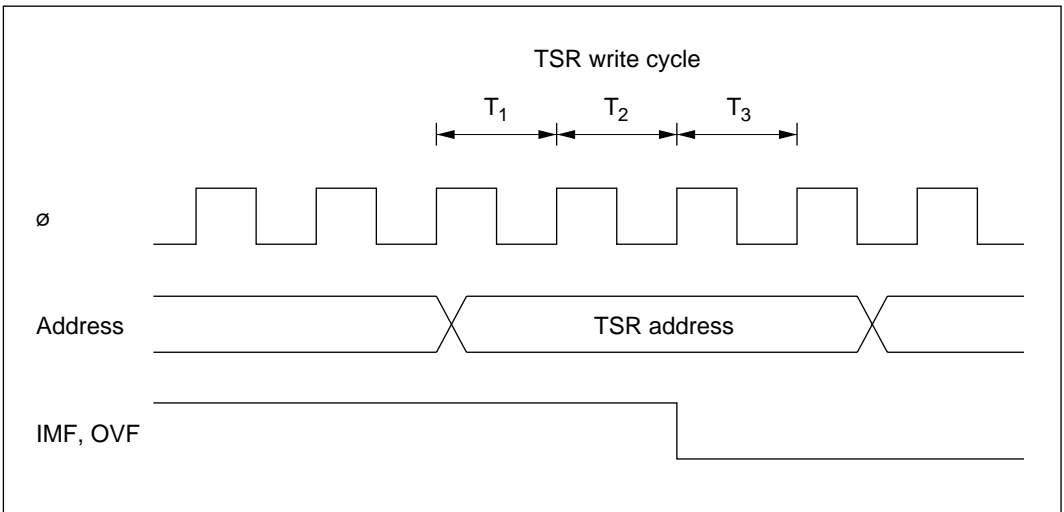 TSR write cycle
T1 T2 T3
ø
Address TSR address
IMF, OVF